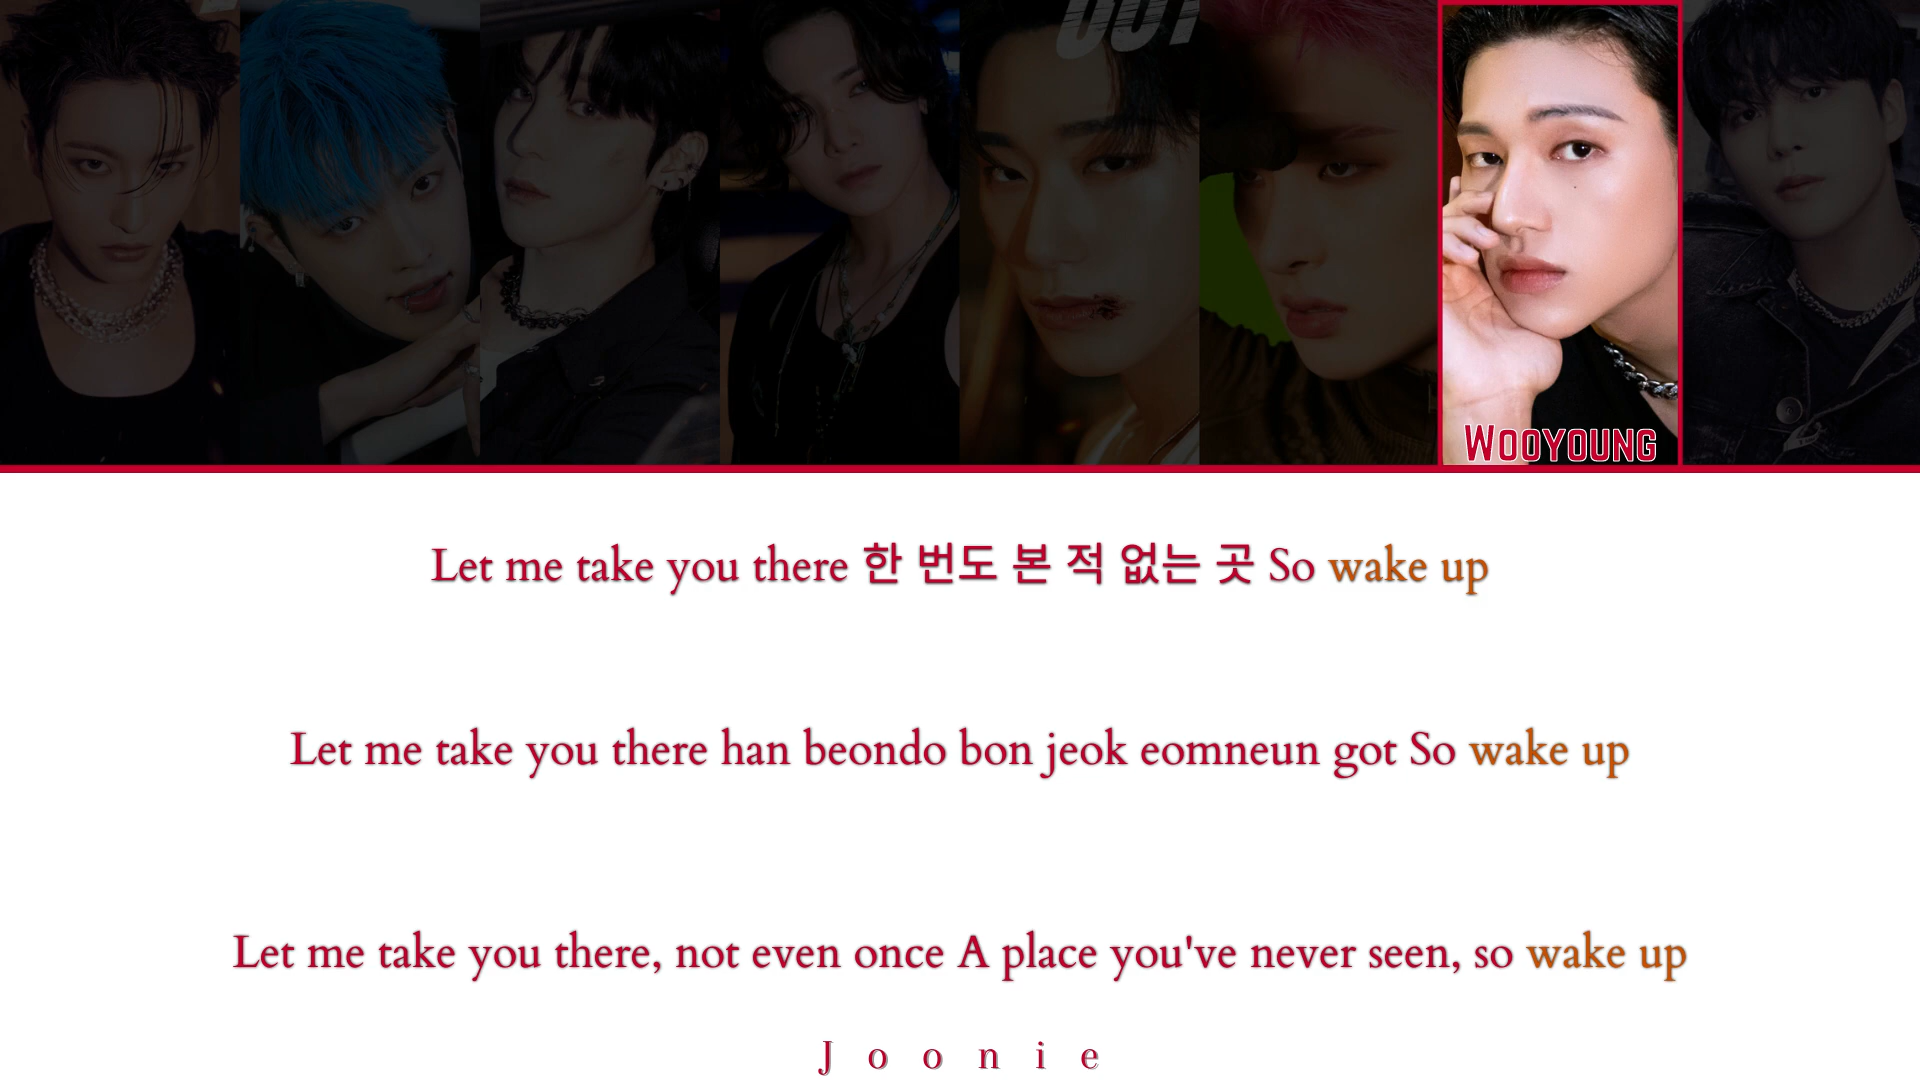 WOOYOUNG
Let me take you there 한 번도 본 적 없는 곳 So wake up
Let me take you there han beondo bon jeok eomneun got So wake up
Let me take you there, not even once A place you've never seen, so wake up
Joonie